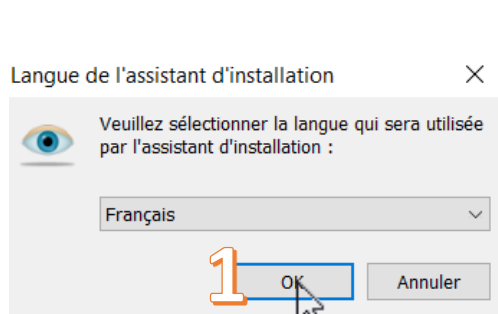 Langue de l'assistant d'installation
Veuillez sélectionner la langue qui sera utilisée
par l'assistant d'installation :
Français
1
OK
Annuler